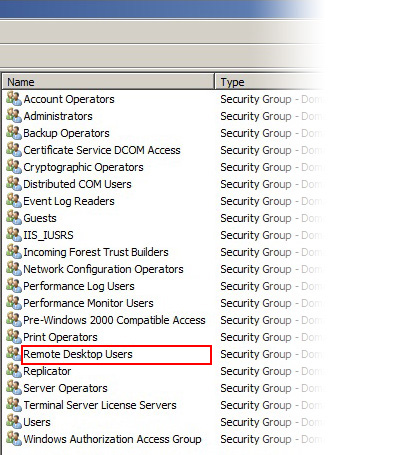 Name Type
Account Operators Security Group - Dom
Administrators Security Group - Dom
Backup Operators Security Group - Dom
Certificate Service DCOM Access Security Group - Dom
Cryptographic Operators Security Group - Dom
Distributed COM Users Security Group - Dom
Event Log Readers Security Group - Dom
Guests Security Group - Dom
IIS_IUSRS Security Group - Dom
Incoming Forest Trust Builders Security Group - Dom
Network Configuration Operators Security Group - Dom
Performance Log Users Security Group - Dom
Performance Monitor Users Security Group - Dom
Pre-Windows 2000 Compatible Access Security Group - Dom
Print Operators Security Group - Dom
Remote Desktop Users Security Group - Dom
Replicator Security Group - Dom
Server Operators Security Group - Dom
Terminal Server License Servers Security Group - Dom
Users Security Group - Dom
Windows Authorization Access Group Security Group - Dom